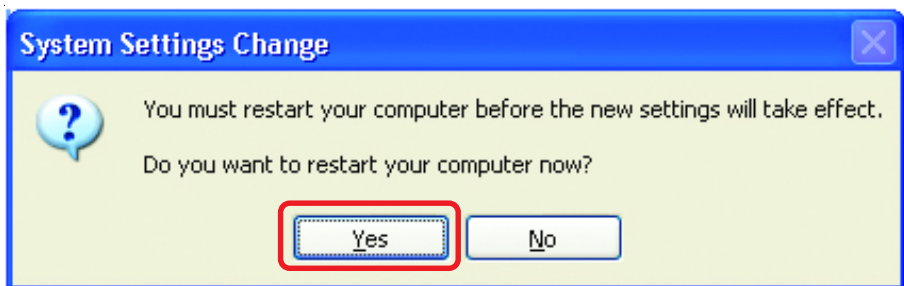 System Settings Change
You must restart your computer before the new settings will take effect.
Do you want to restart your computer now?
Yes No